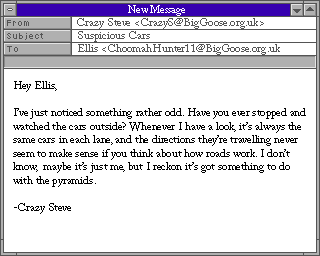 New Message
From Crazy Steve <CrazyS@BigGoose.org.uk>
Subject Suspicious Cars
To Ellis <ChoomahHunter11@BigGoose.org.uk
Hey Ellis,
I've just noticed something rather odd. Have you ever stopped and
watched the cars outside? Whenever I have a look, it's always the
same cars in each lane, and the directions they're travelling never
seem to make sense if you think about how roads work. I don't
know, maybe it's just me, but I reckon it's got something to do
with the pyramids.
-Crazy Steve